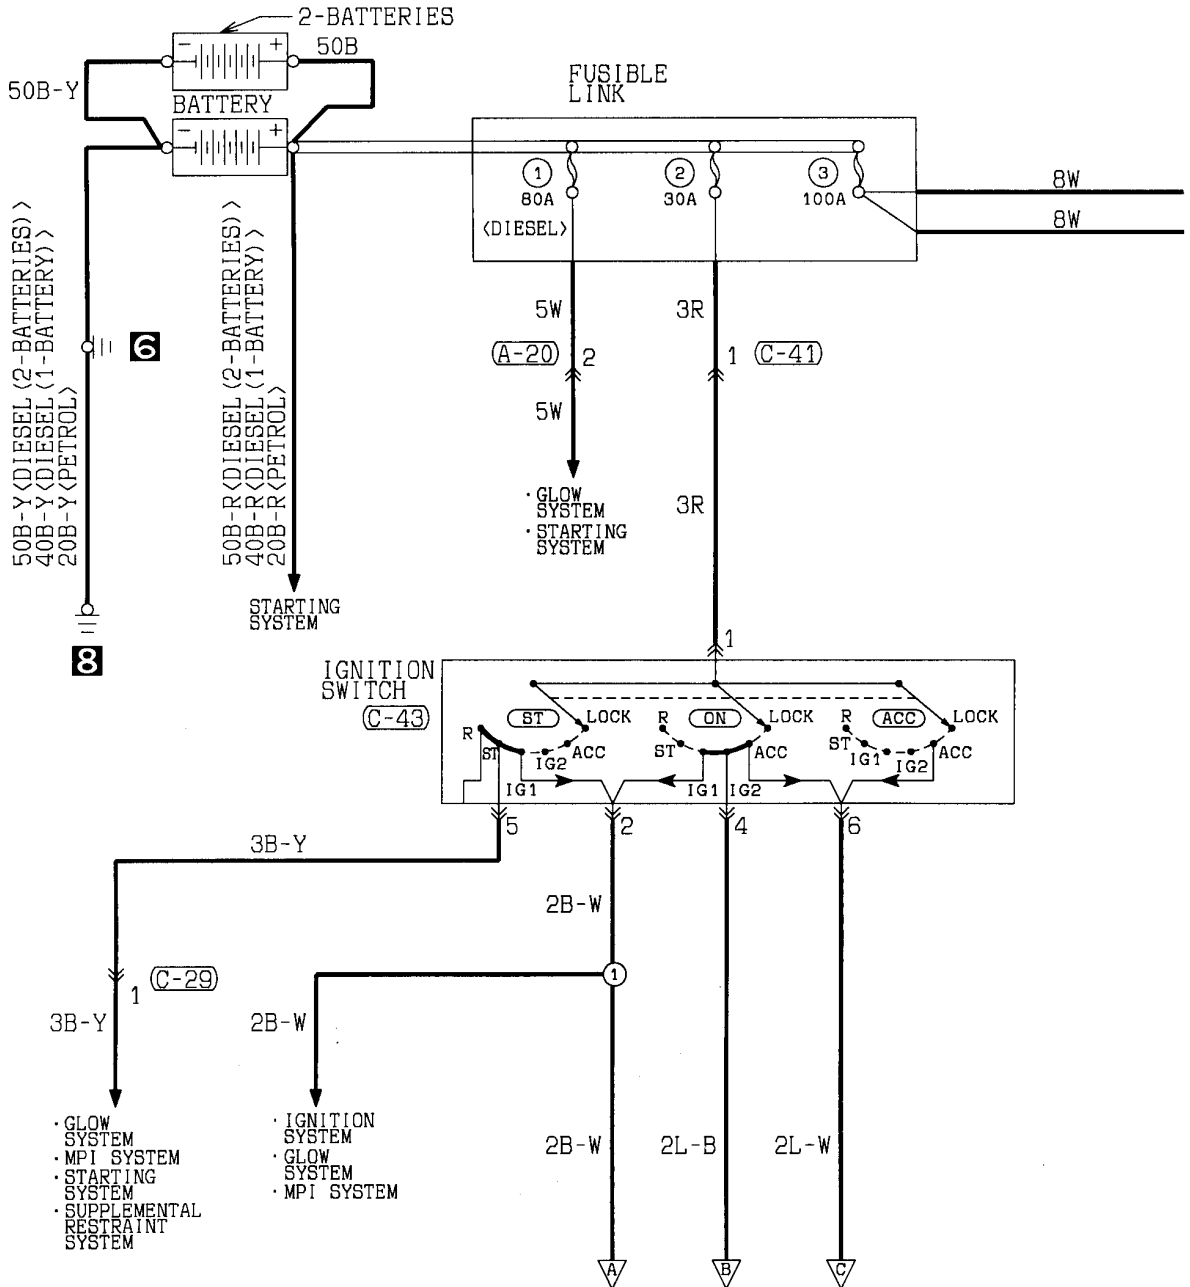 2-BATTERIES
− +
50B
50B-Y
BATTERY
− +
FUSIBLE
LINK
1
80A
2
30A
3
100A
<DIESEL>
8W
8W
50B-Y<DIESEL(2-BATTERIES)>
40B-Y<DIESEL(1-BATTERY)>
20B-Y<PETROL>
50B-R<DIESEL(2-BATTERIES)>
40B-R<DIESEL(1-BATTERY)>
20B-R<PETROL>
6
8
STARTING
SYSTEM
5W
A-20
2
5W
· GLOW
SYSTEM
· STARTING
SYSTEM
3R
1
C-41
3R
1
IGNITION
SWITCH
C-43
ST
LOCK
R
ST
IG1
IG2
ACC
ON
LOCK
R
ST
IG1
IG2
ACC
ACC
LOCK
R
ST
IG1
IG2
ACC
5
2
4
6
3B-Y
2B-W
1
C-29
1
3B-Y
2B-W
· GLOW
SYSTEM
· MPI SYSTEM
· STARTING
SYSTEM
· SUPPLEMENTAL
RESTRAINT
SYSTEM
· IGNITION
SYSTEM
· GLOW
SYSTEM
· MPI SYSTEM
2B-W
2L-B
2L-W
A
B
C